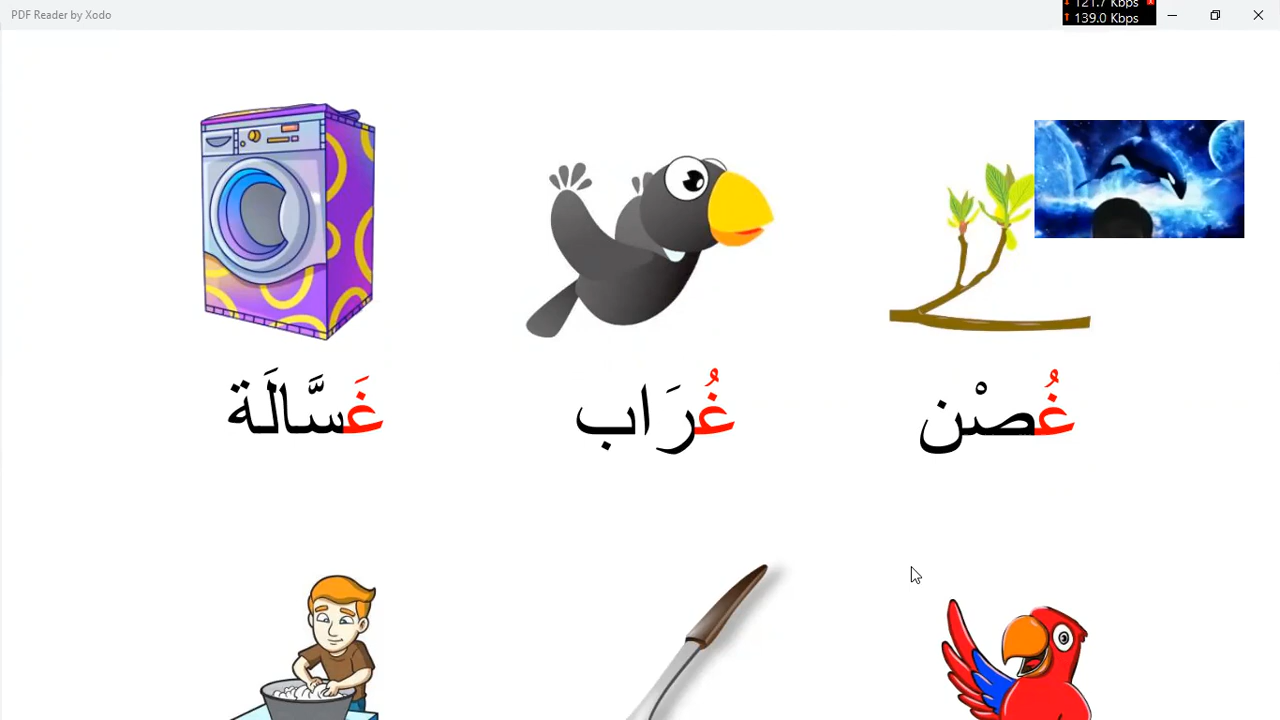 PDF Reader by Xodo
121.7 Kbps
139.0 Kbps
غُصْن
غُرَاب
غَسَّالَة